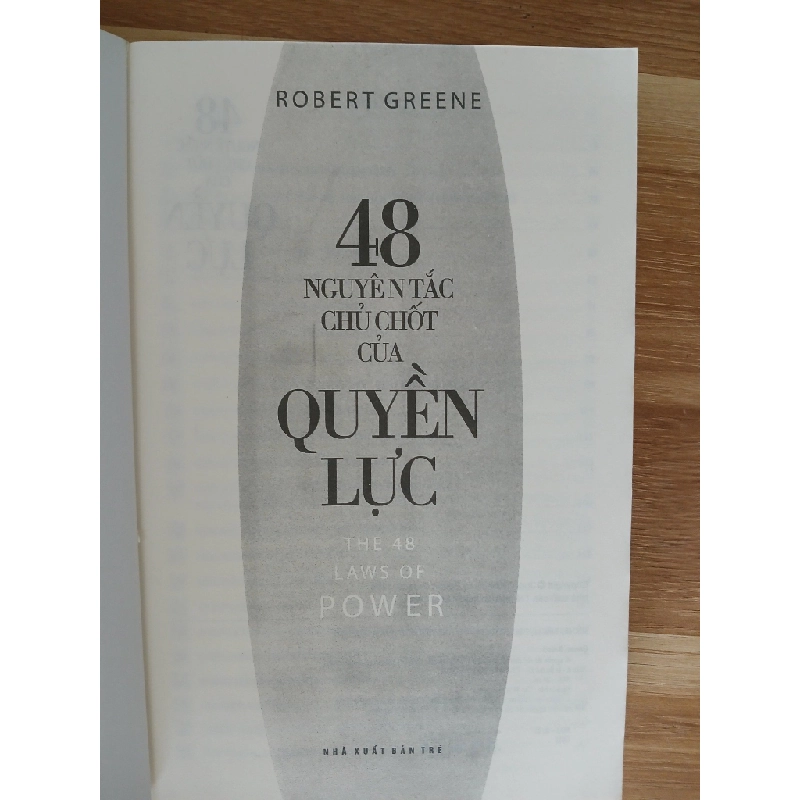 ROBERT GREENE
48
NGUYÊN TẮC
CHỦ CHỐT
CỦA
QUYỀN
LỰC
THE 48
LAWS OF
POWER
NHÀ XUẤT BẢN TRẺ